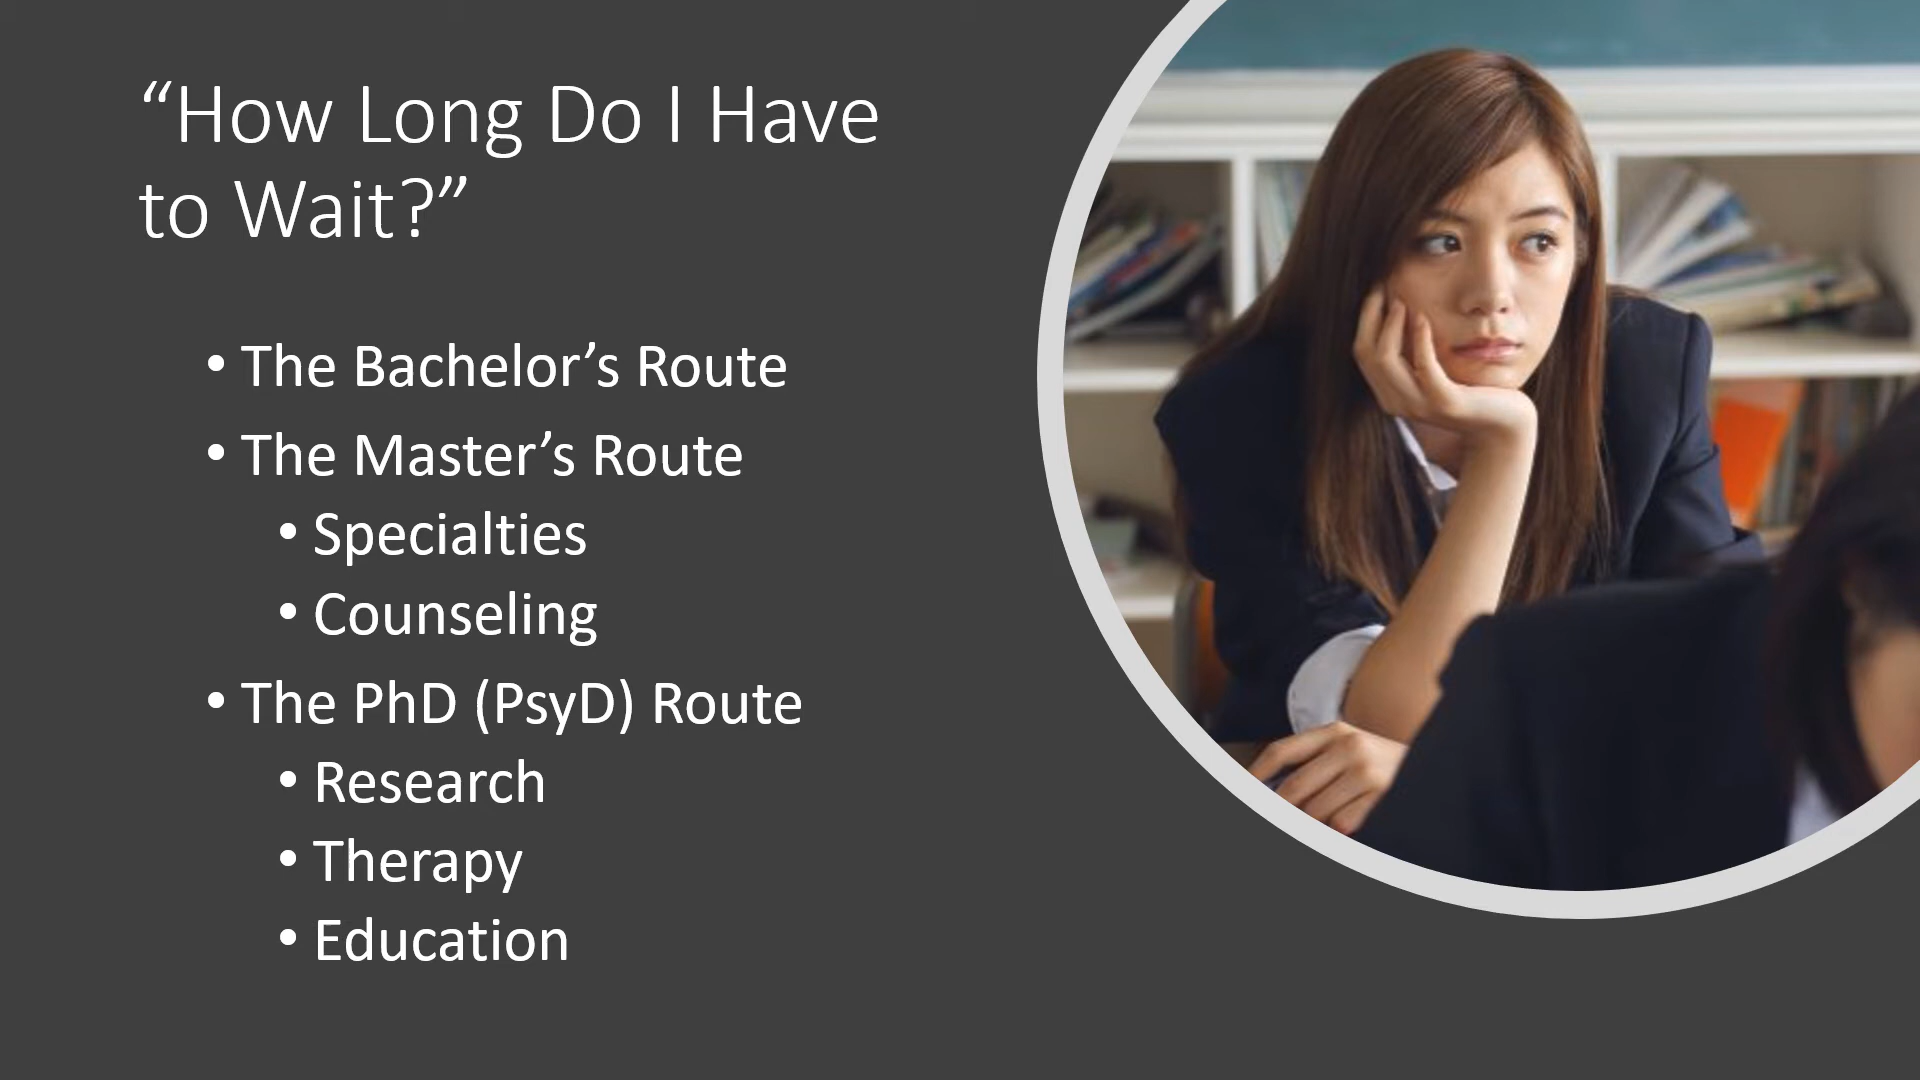 “How Long Do I Have
to Wait?”
• The Bachelor’s Route
• The Master’s Route
• Specialties
• Counseling
• The PhD (PsyD) Route
• Research
• Therapy
• Education